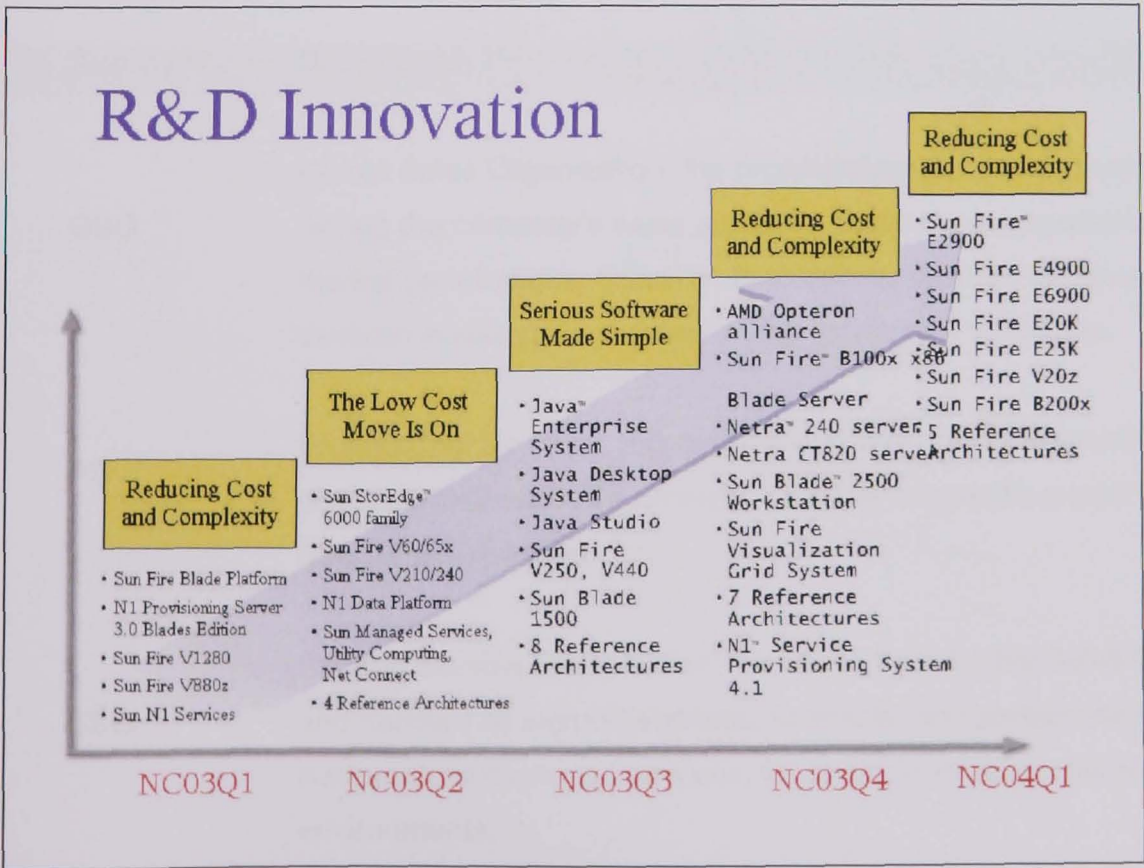 R&D Innovation
Reducing Cost
and Complexity
• Sun Fire Blade Platform
• N1 Provisioning Server
3.0 Blades Edition
• Sun Fire V1280
• Sun Fire V880z
• Sun N1 Services
The Low Cost
Move Is On
• Sun StorEdge™
6000 family
• Sun Fire V60/65x
• Sun Fire V210/240
• N1 Data Platform
• Sun Managed Services,
Utility Computing,
Net Connect
• 4 Reference Architectures
Serious Software
Made Simple
• Java™
Enterprise
System
• Java Desktop
System
• Java Studio
• Sun Fire
V250, V440
• Sun Blade
1500
• 8 Reference
Architectures
Reducing Cost
and Complexity
• AMD Opteron
alliance
• Sun Fire™ B100x x86
Blade Server
• Netra™ 240 server
• Netra CT820 server
• Sun Blade™ 2500
Workstation
• Sun Fire
Visualization
Grid System
• 7 Reference
Architectures
• N1™ Service
Provisioning System
4.1
Reducing Cost
and Complexity
• Sun Fire™
E2900
• Sun Fire E4900
• Sun Fire E6900
• Sun Fire E20K
• Sun Fire E25K
• Sun Fire V20z
• Sun Fire B200x
5 Reference
Architectures
NC03Q1
NC03Q2
NC03Q3
NC03Q4
NC04Q1